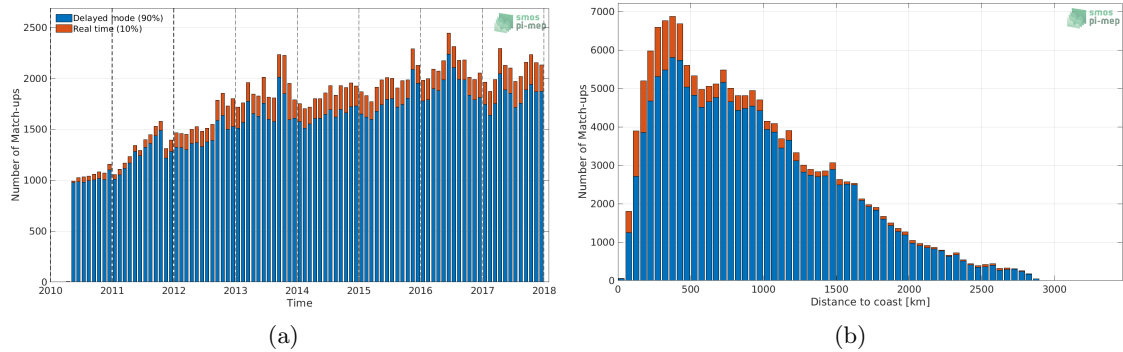 Delayed mode (90%)
Real time (10%)
smos
pi-mep
Number of Match-ups
2500
2000
1500
1000
500
0
2010 2011 2012 2013 2014 2015 2016 2017 2018
Time
(a)
smos
pi-mep
Number of Match-ups
7000
6000
5000
4000
3000
2000
1000
0
0 500 1000 1500 2000 2500 3000
Distance to coast [km]
(b)